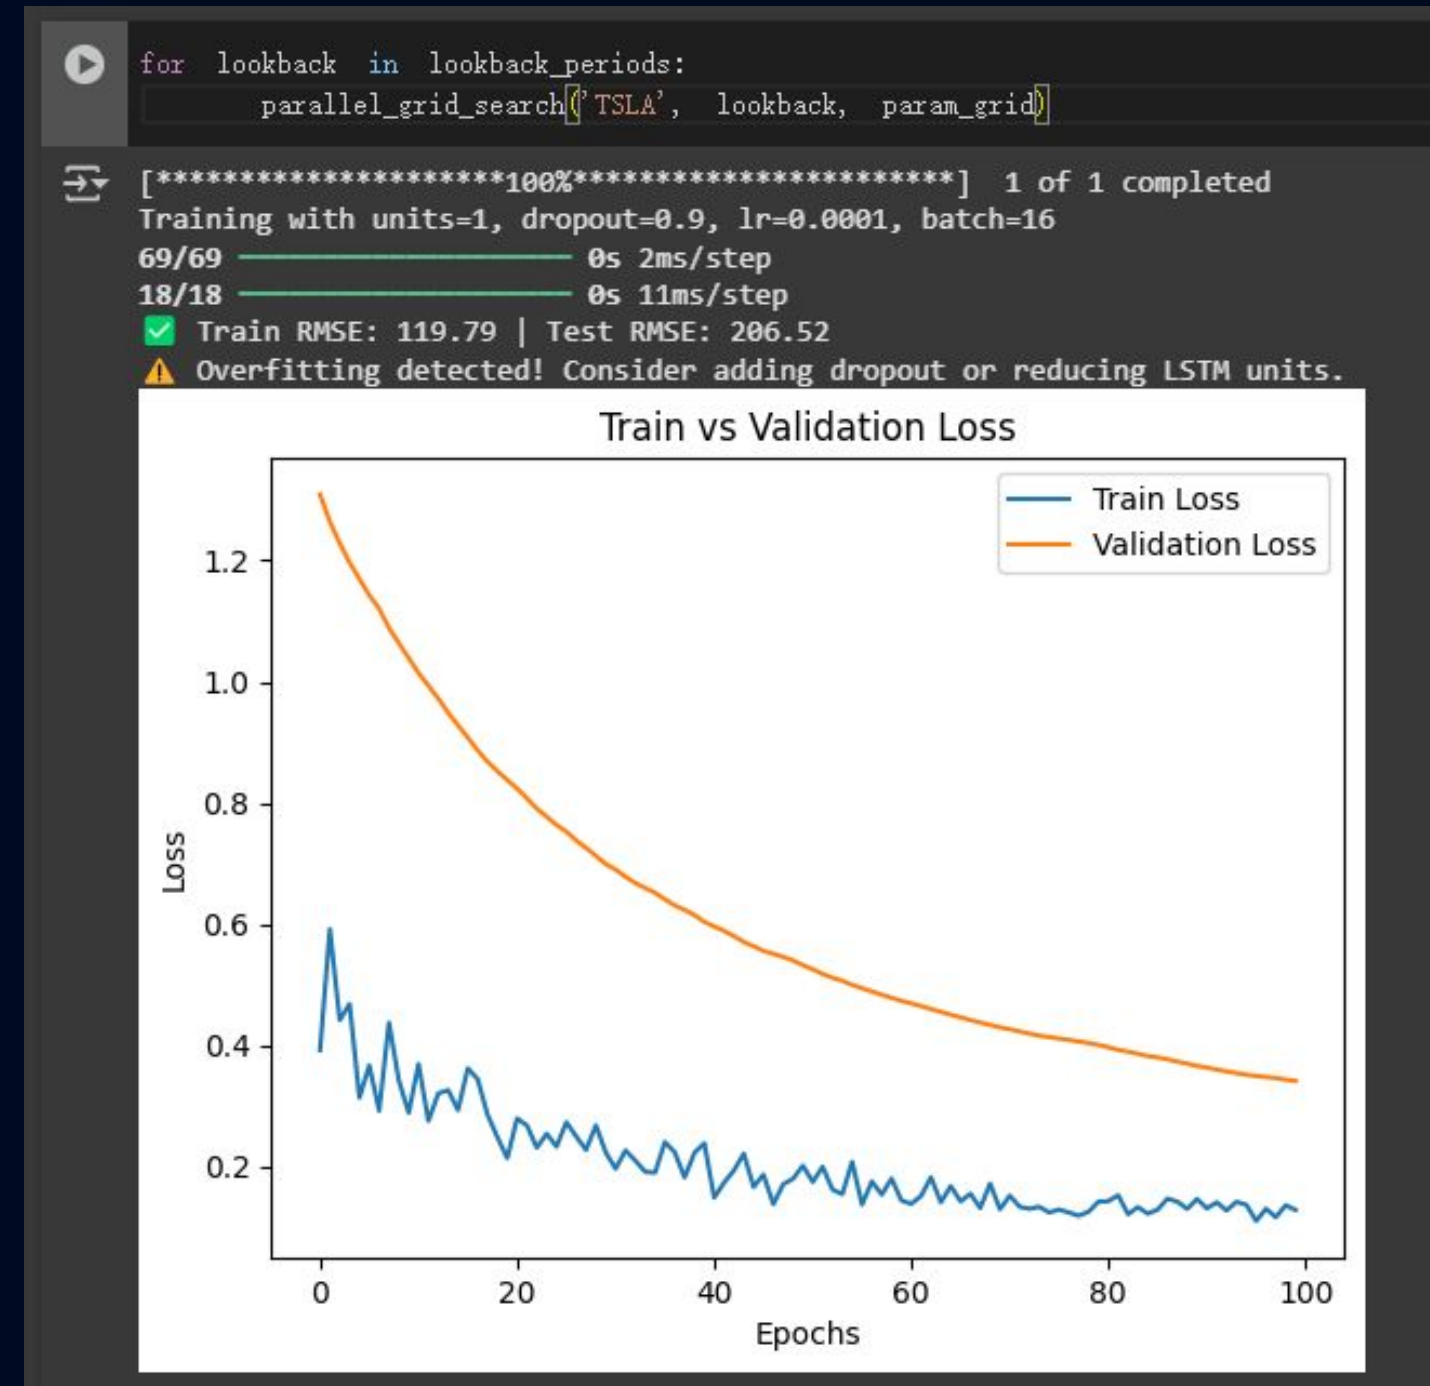 for lookback in lookback_periods:
parallel_grid_search('TSLA', lookback, param_grid)
[*********************100%***********************] 1 of 1 completed
Training with units=1, dropout=0.9, lr=0.0001, batch=16
69/69 ━━━━━━━━━━━━━━━━━━━━ 0s 2ms/step
18/18 ━━━━━━━━━━━━━━━━━━━━ 0s 11ms/step
✅ Train RMSE: 119.79 | Test RMSE: 206.52
⚠️ Overfitting detected! Consider adding dropout or reducing LSTM units.
Train vs Validation Loss
Train Loss
Validation Loss
1.2
1.0
0.8
0.6
0.4
0.2
Loss
0 20 40 60 80 100
Epochs